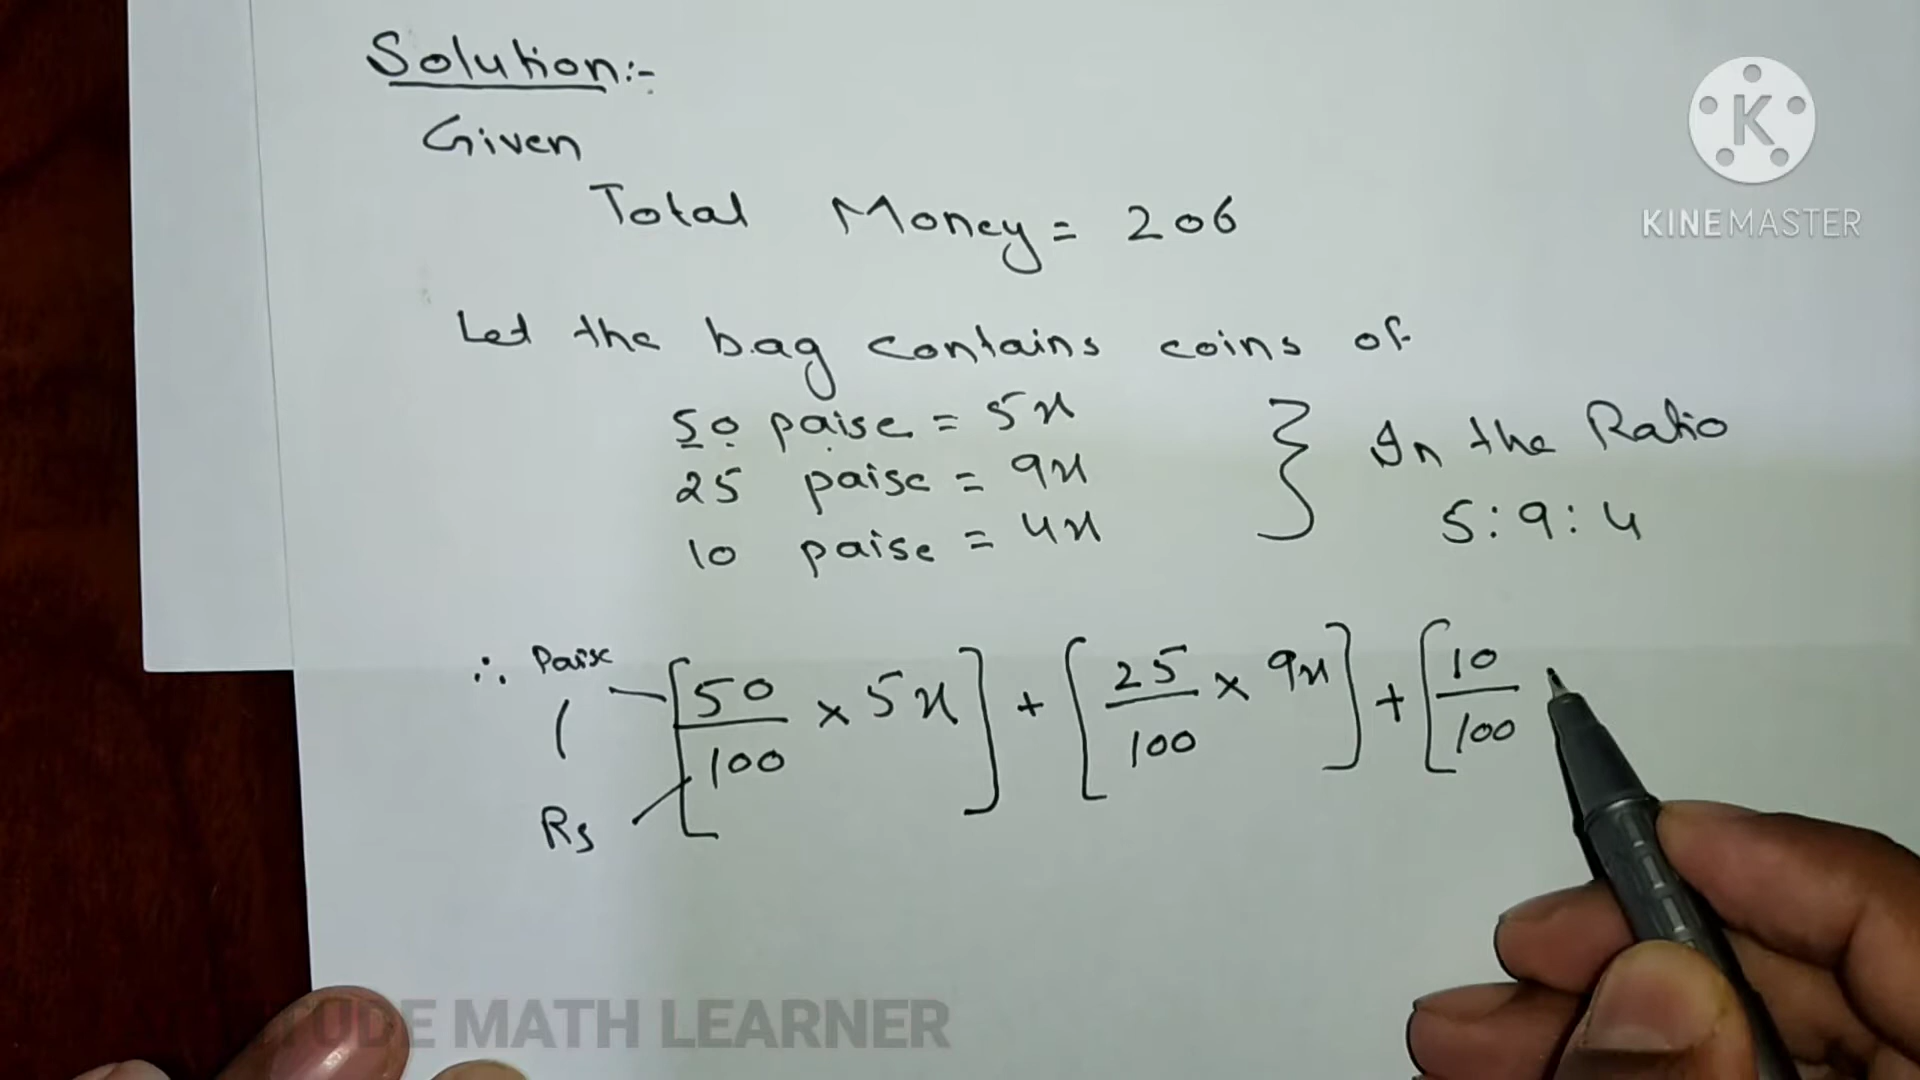 Solution:-
Given
Total Money = 206
Let the bag contains coins of
50 paise = 5x
25 paise = 9x
10 paise = 4x
} In the Ratio
5:9:4
∴ Paise
Rs
[50/100 × 5x] + [25/100 × 9x] + [10/100
K
KINEMASTER
TUDE MATH LEARNER